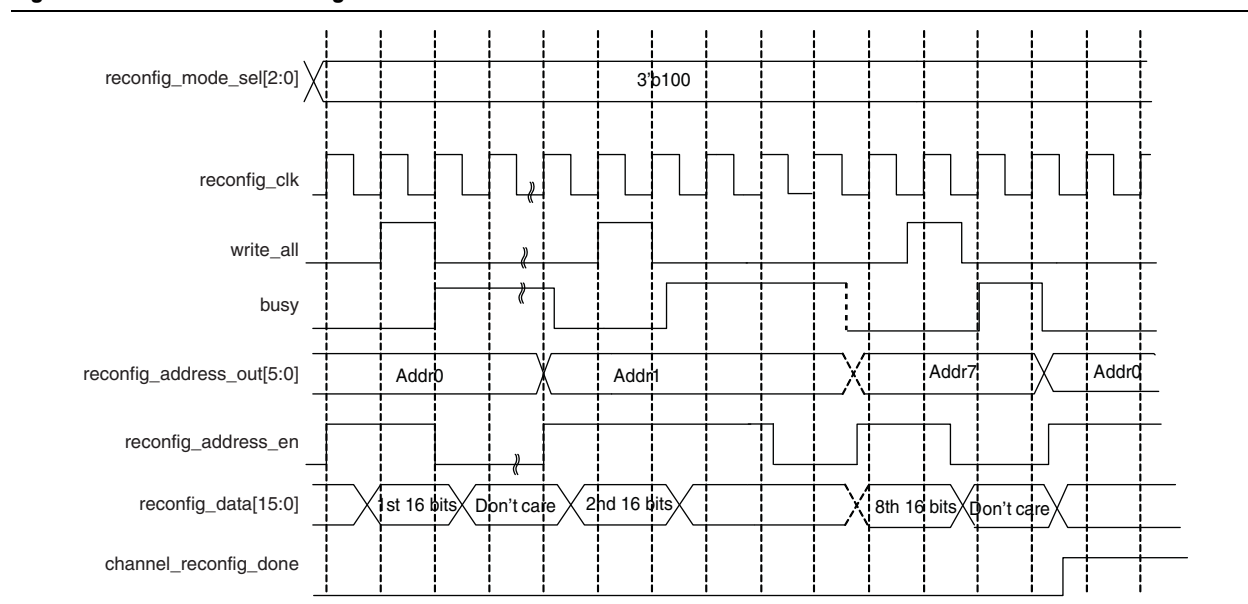 reconfig_mode_sel[2:0]
3'b100
reconfig_clk
write_all
busy
reconfig_address_out[5:0]
Addr0
Addr1
Addr7
Addr0
reconfig_address_en
reconfig_data[15:0]
1st 16 bits
Don't care
2nd 16 bits
8th 16 bits
Don't care
channel_reconfig_done